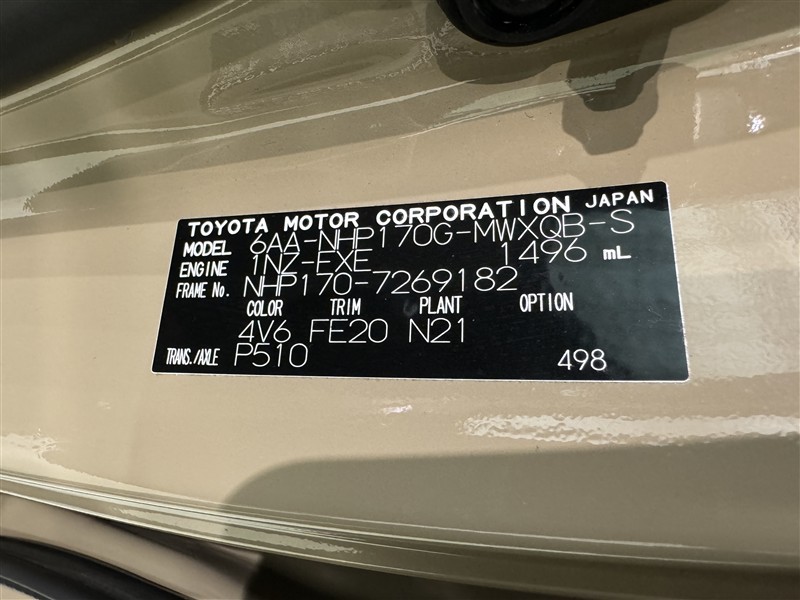 TOYOTA MOTOR CORPORATION JAPAN
MODEL 6AA-NHP170G-MWXQB-S
ENGINE 1NZ-EXE 1496 mL
FRAME No. NHP170-7269182
COLOR TRIM PLANT OPTION
4V6 FE20 N21
TRANS./AXLE P510 498